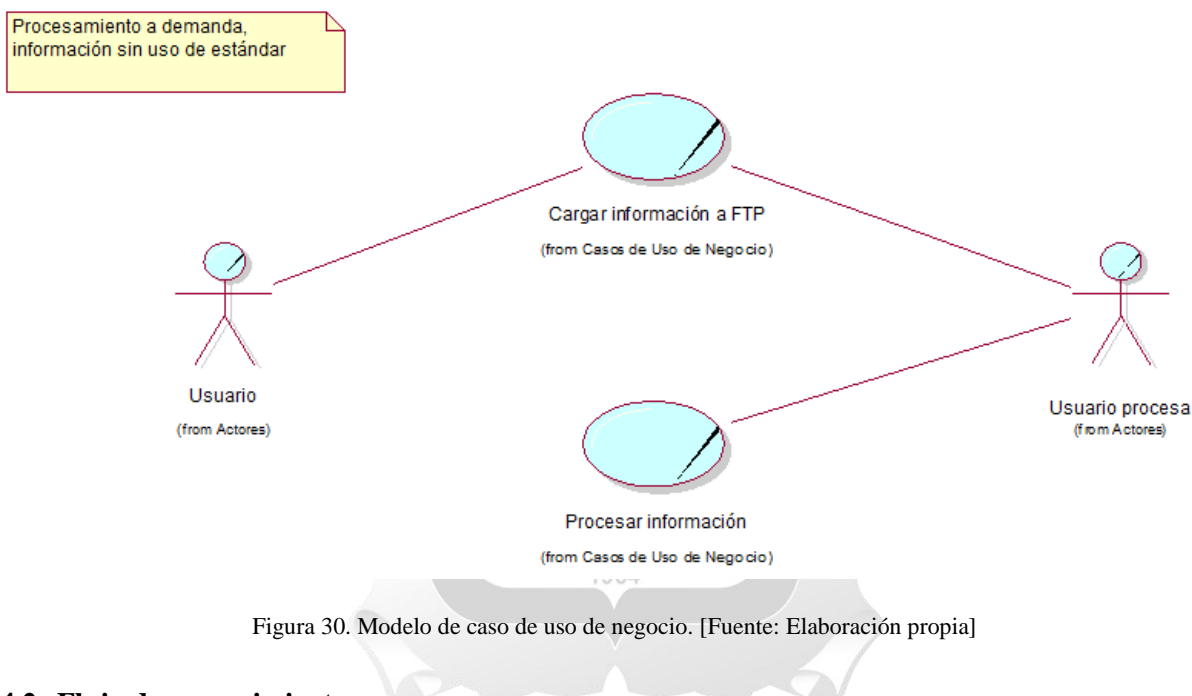 Procesamiento a demanda,
información sin uso de estándar
Cargar información a FTP
(from Casos de Uso de Negocio)
Usuario
(from Actores)
Usuario procesa
(from Actores)
Procesar información
(from Casos de Uso de Negocio)
Figura 30. Modelo de caso de uso de negocio. [Fuente: Elaboración propia]